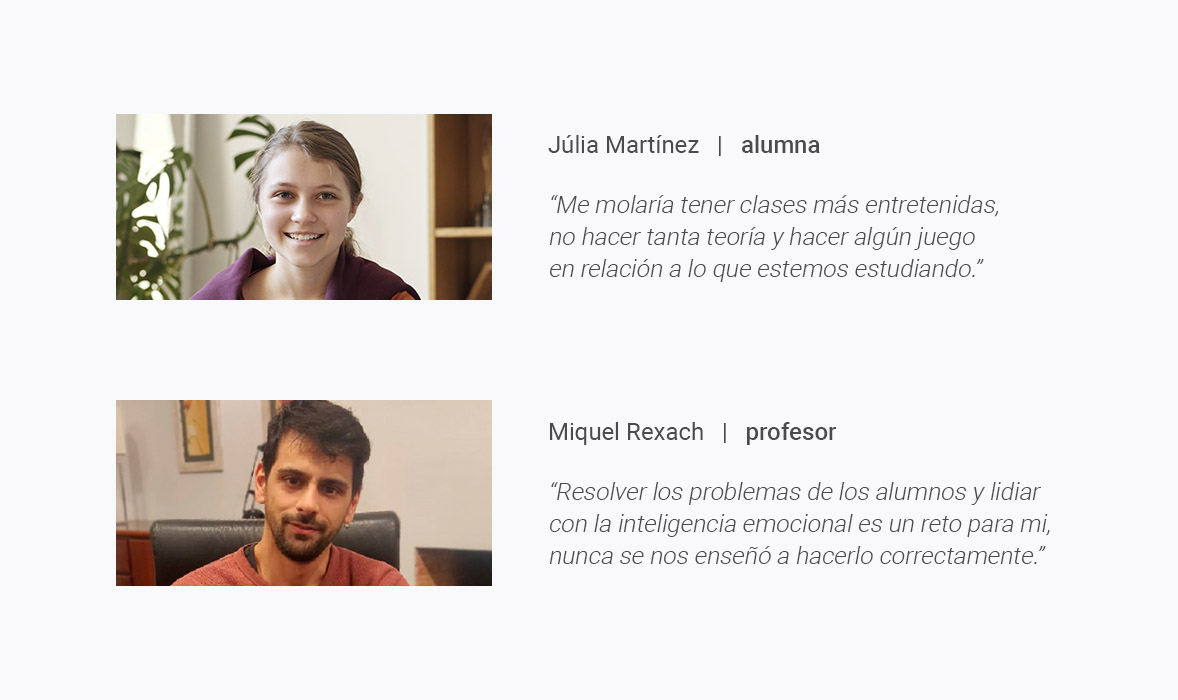 Júlia Martínez | alumna
“Me molaría tener clases más entretenidas,
no hacer tanta teoría y hacer algún juego
en relación a lo que estemos estudiando.”
Miquel Rexach | profesor
“Resolver los problemas de los alumnos y lidiar
con la inteligencia emocional es un reto para mi,
nunca se nos enseñó a hacerlo correctamente.”